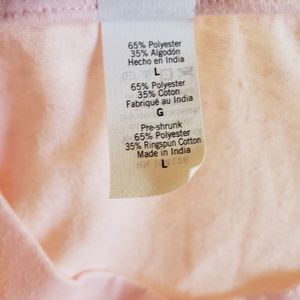 65% Polyester
35% Algodón
Hecho en India
L
65% Polyester
35% Coton
Fabriqué au India
G
Pre-shrunk
65% Polyester
35% Ringspun Cotton
Made in India
L